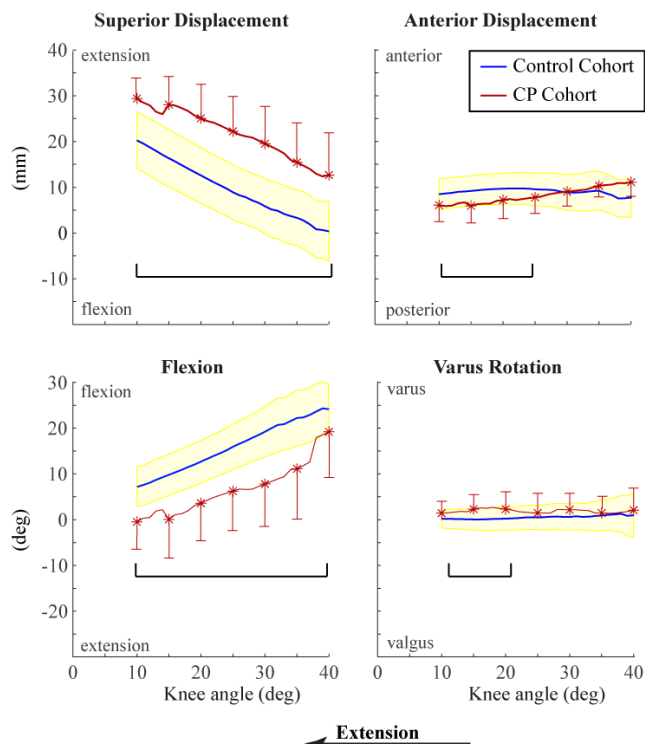 Superior Displacement
Anterior Displacement
40
30
20
10
0
-10
(mm)
extension
flexion
anterior
posterior
Control Cohort
CP Cohort
Flexion
Varus Rotation
30
20
10
0
-10
-20
(deg)
flexion
extension
varus
valgus
0 10 20 30 40
0 10 20 30 40
Knee angle (deg)
Knee angle (deg)
Extension